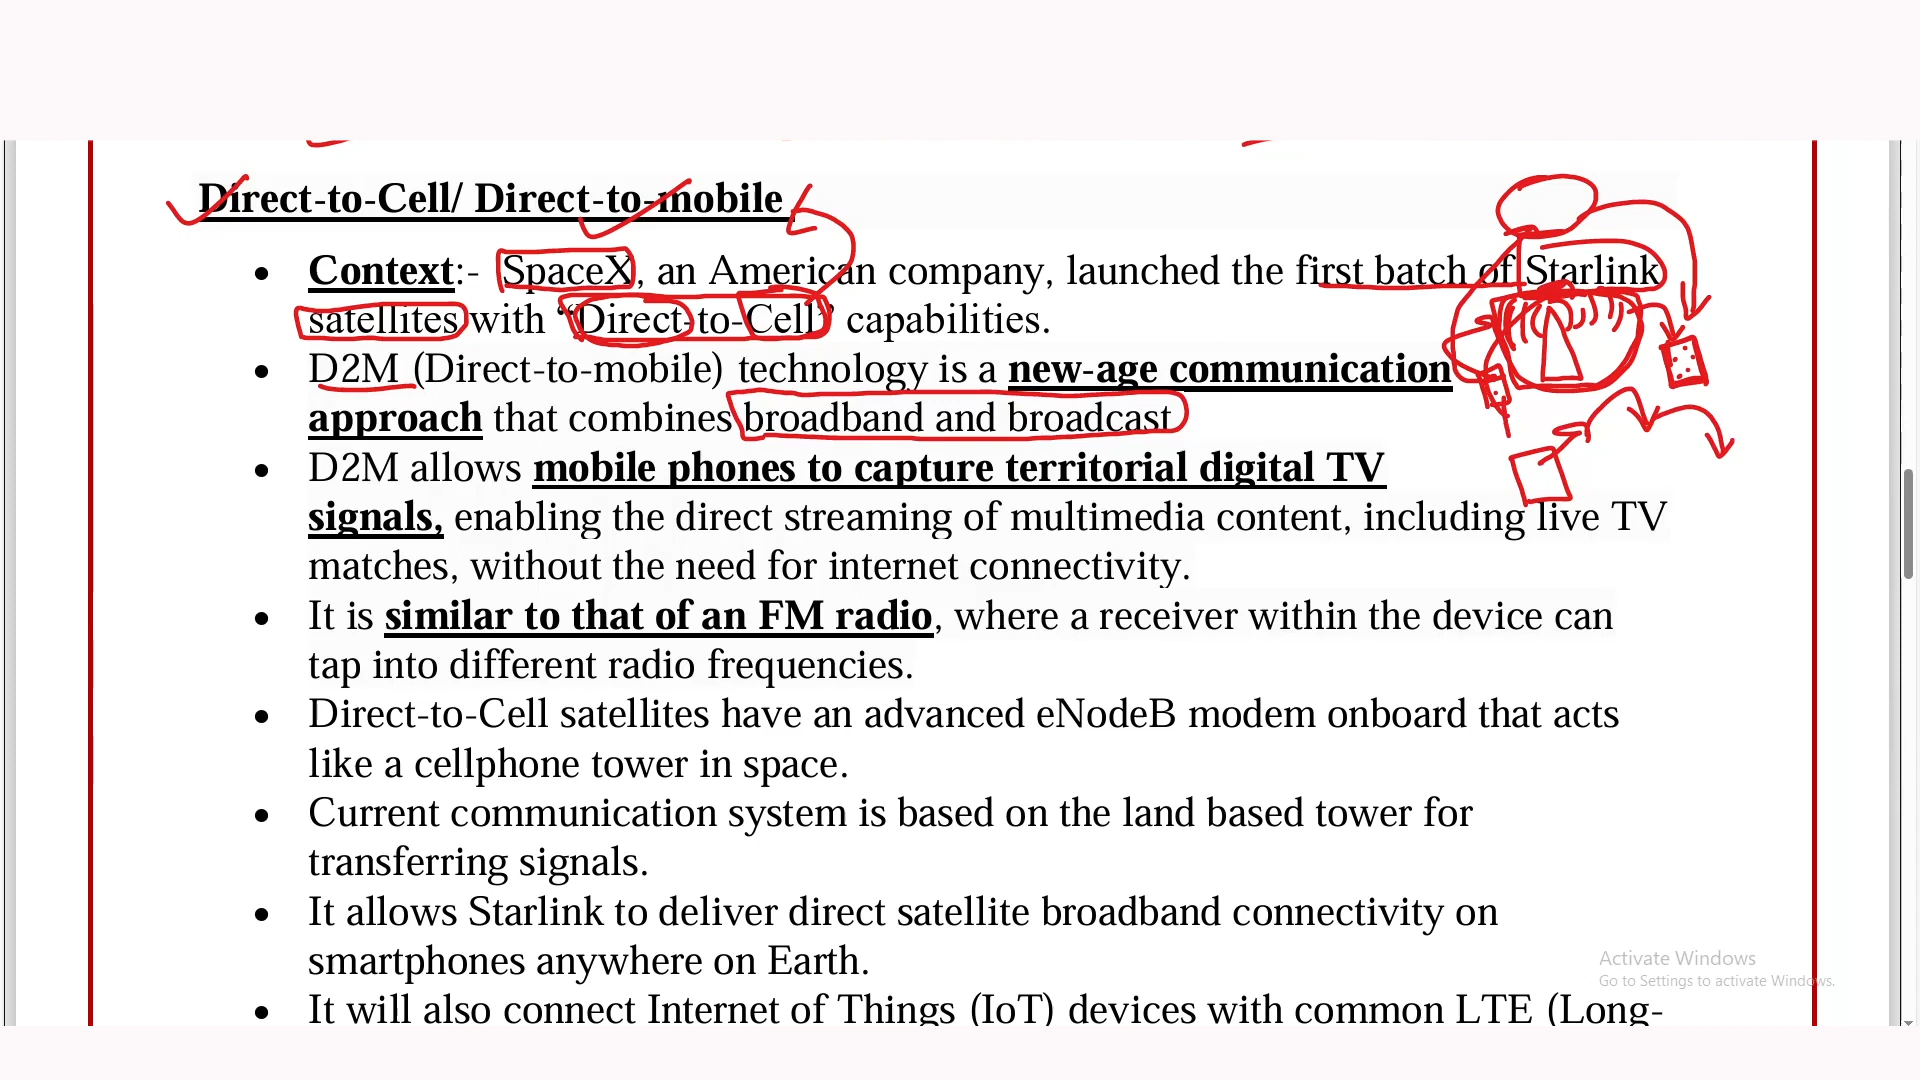 Direct-to-Cell/ Direct-to-mobile
• Context:- SpaceX, an American company, launched the first batch of Starlink
satellites with “Direct-to-Cell” capabilities.
• D2M (Direct-to-mobile) technology is a new-age communication
approach that combines broadband and broadcast
• D2M allows mobile phones to capture territorial digital TV
signals, enabling the direct streaming of multimedia content, including live TV
matches, without the need for internet connectivity.
• It is similar to that of an FM radio, where a receiver within the device can
tap into different radio frequencies.
• Direct-to-Cell satellites have an advanced eNodeB modem onboard that acts
like a cellphone tower in space.
• Current communication system is based on the land based tower for
transferring signals.
• It allows Starlink to deliver direct satellite broadband connectivity on
smartphones anywhere on Earth.
• It will also connect Internet of Things (IoT) devices with common LTE (Long-
Activate Windows
Go to Settings to activate Windows.